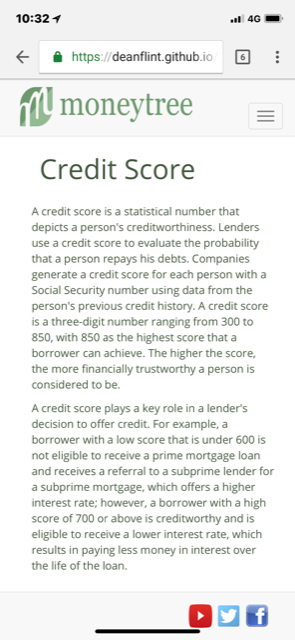 10:32
4G
https://deanflint.github.io
6
moneytree
Credit Score
A credit score is a statistical number that
depicts a person's creditworthiness. Lenders
use a credit score to evaluate the probability
that a person repays his debts. Companies
generate a credit score for each person with a
Social Security number using data from the
person's previous credit history. A credit score
is a three-digit number ranging from 300 to
850, with 850 as the highest score that a
borrower can achieve. The higher the score,
the more financially trustworthy a person is
considered to be.
A credit score plays a key role in a lender's
decision to offer credit. For example, a
borrower with a low score that is under 600 is
not eligible to receive a prime mortgage loan
and receives a referral to a subprime lender for
a subprime mortgage, which offers a higher
interest rate; however, a borrower with a high
score of 700 or above is creditworthy and is
eligible to receive a lower interest rate, which
results in paying less money in interest over
the life of the loan.